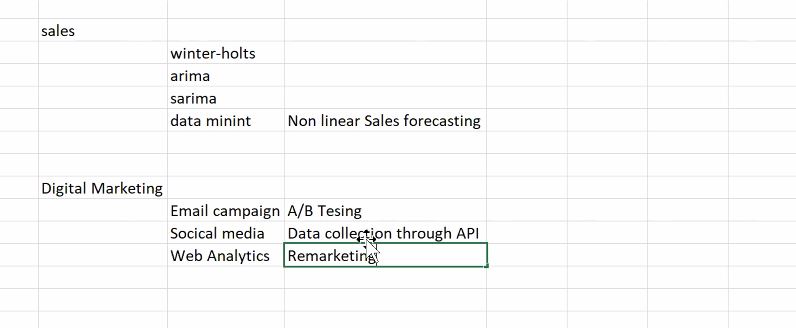 sales
winter-holts
arima
sarima
data minint Non linear Sales forecasting
Digital Marketing
Email campaign A/B Tesing
Socical media Data collection through API
Web Analytics Remarketing